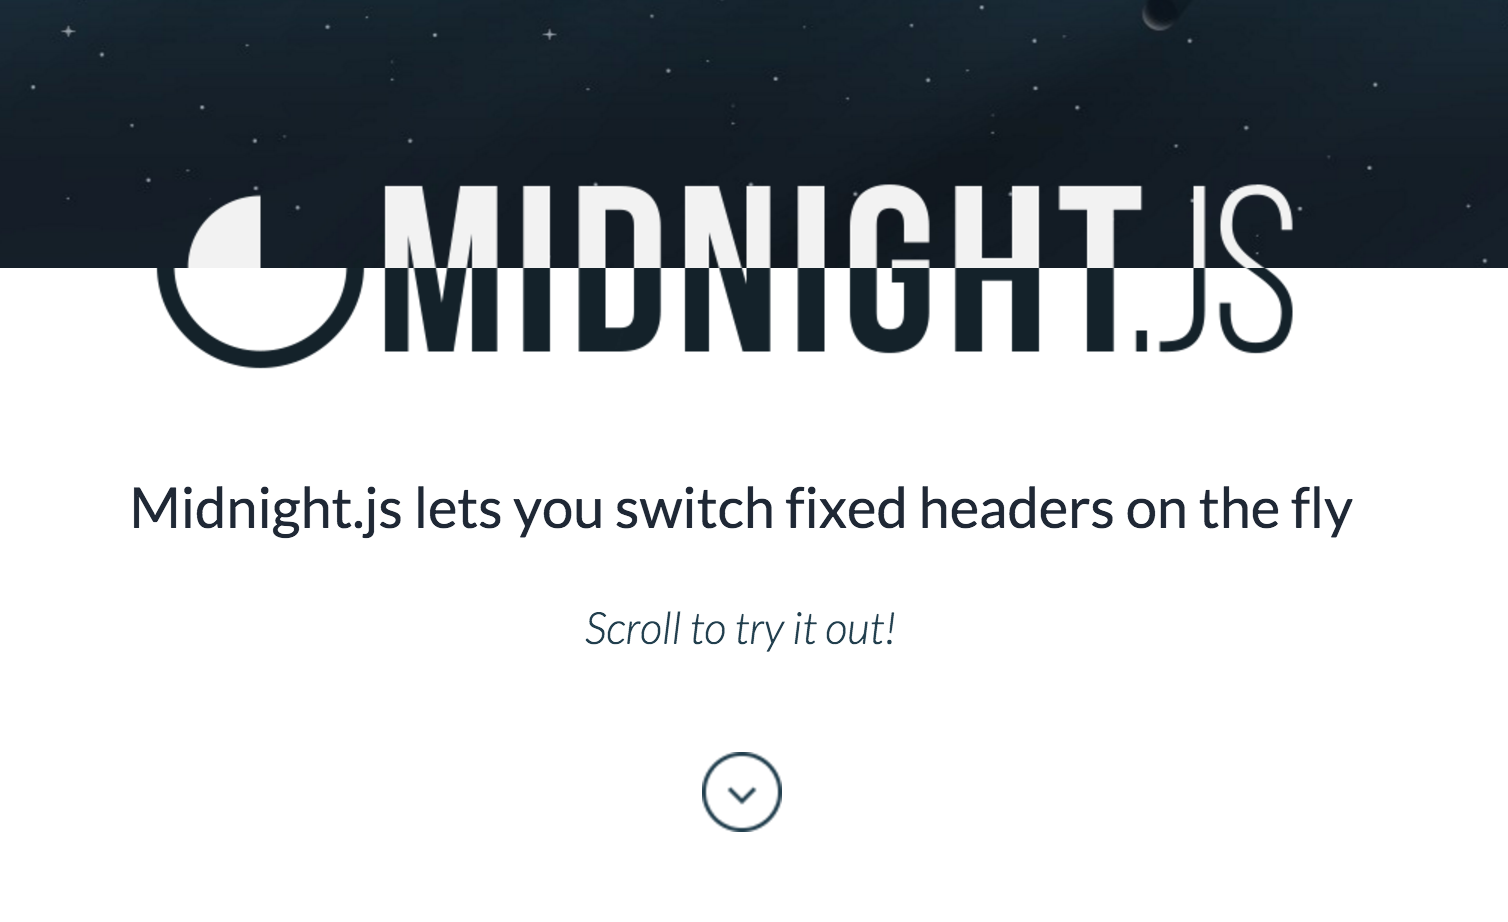 MIDNIGHT.JS
Midnight.js lets you switch fixed headers on the fly
Scroll to try it out!